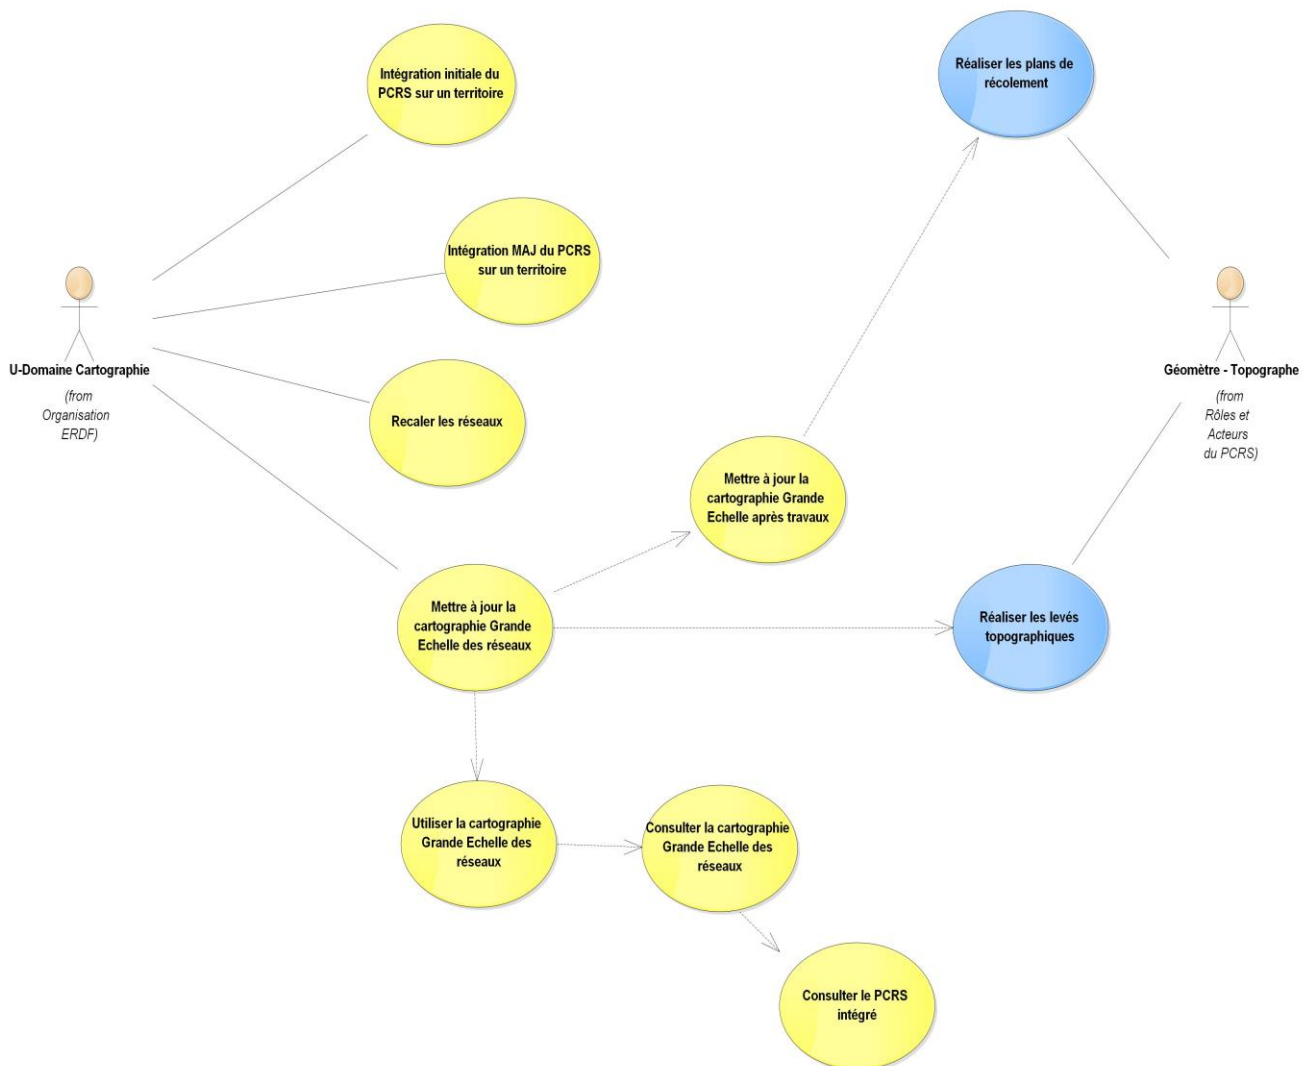 Intégration initiale du
PCRS sur un territoire
Réaliser les plans de
récolement
Intégration MAJ du PCRS
sur un territoire
U-Domaine Cartographie
(from
Organisation
ERDF)
Géomètre - Topographe
(from
Rôles et
Acteurs
du PCRS)
Recaler les réseaux
Mettre à jour la
cartographie Grande
Echelle après travaux
Mettre à jour la
cartographie Grande
Echelle des réseaux
Réaliser les levés
topographiques
Utiliser la cartographie
Grande Echelle des
réseaux
Consulter la cartographie
Grande Echelle des
réseaux
Consulter le PCRS
intégré